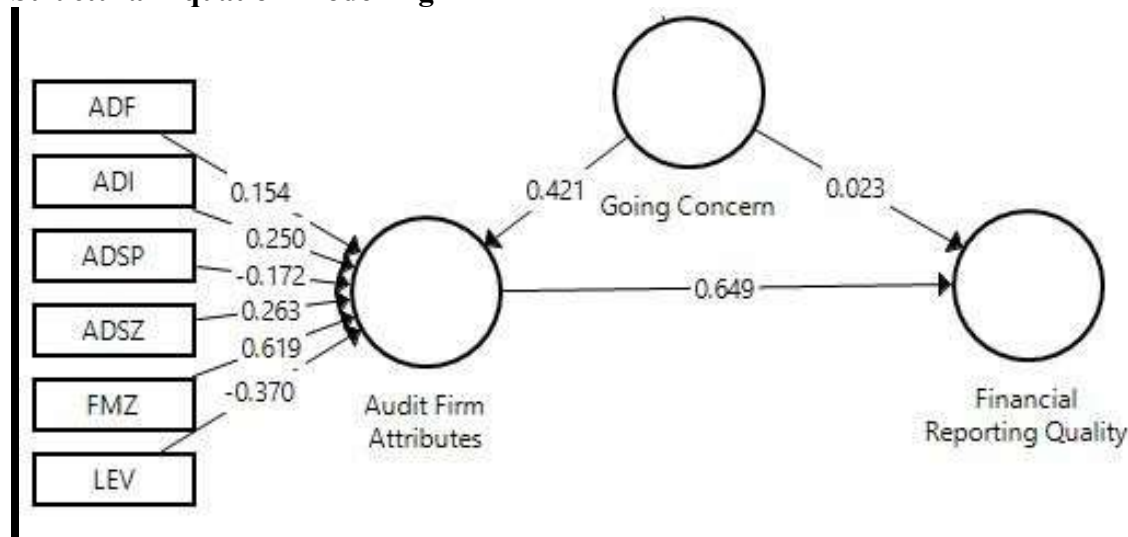 ADF
ADI
ADSP
ADSZ
FMZ
LEV
0.154
0.250
-0.172
0.263
0.619
-0.370
Audit Firm
Attributes
0.421
Going Concern
0.023
0.649
Financial
Reporting Quality